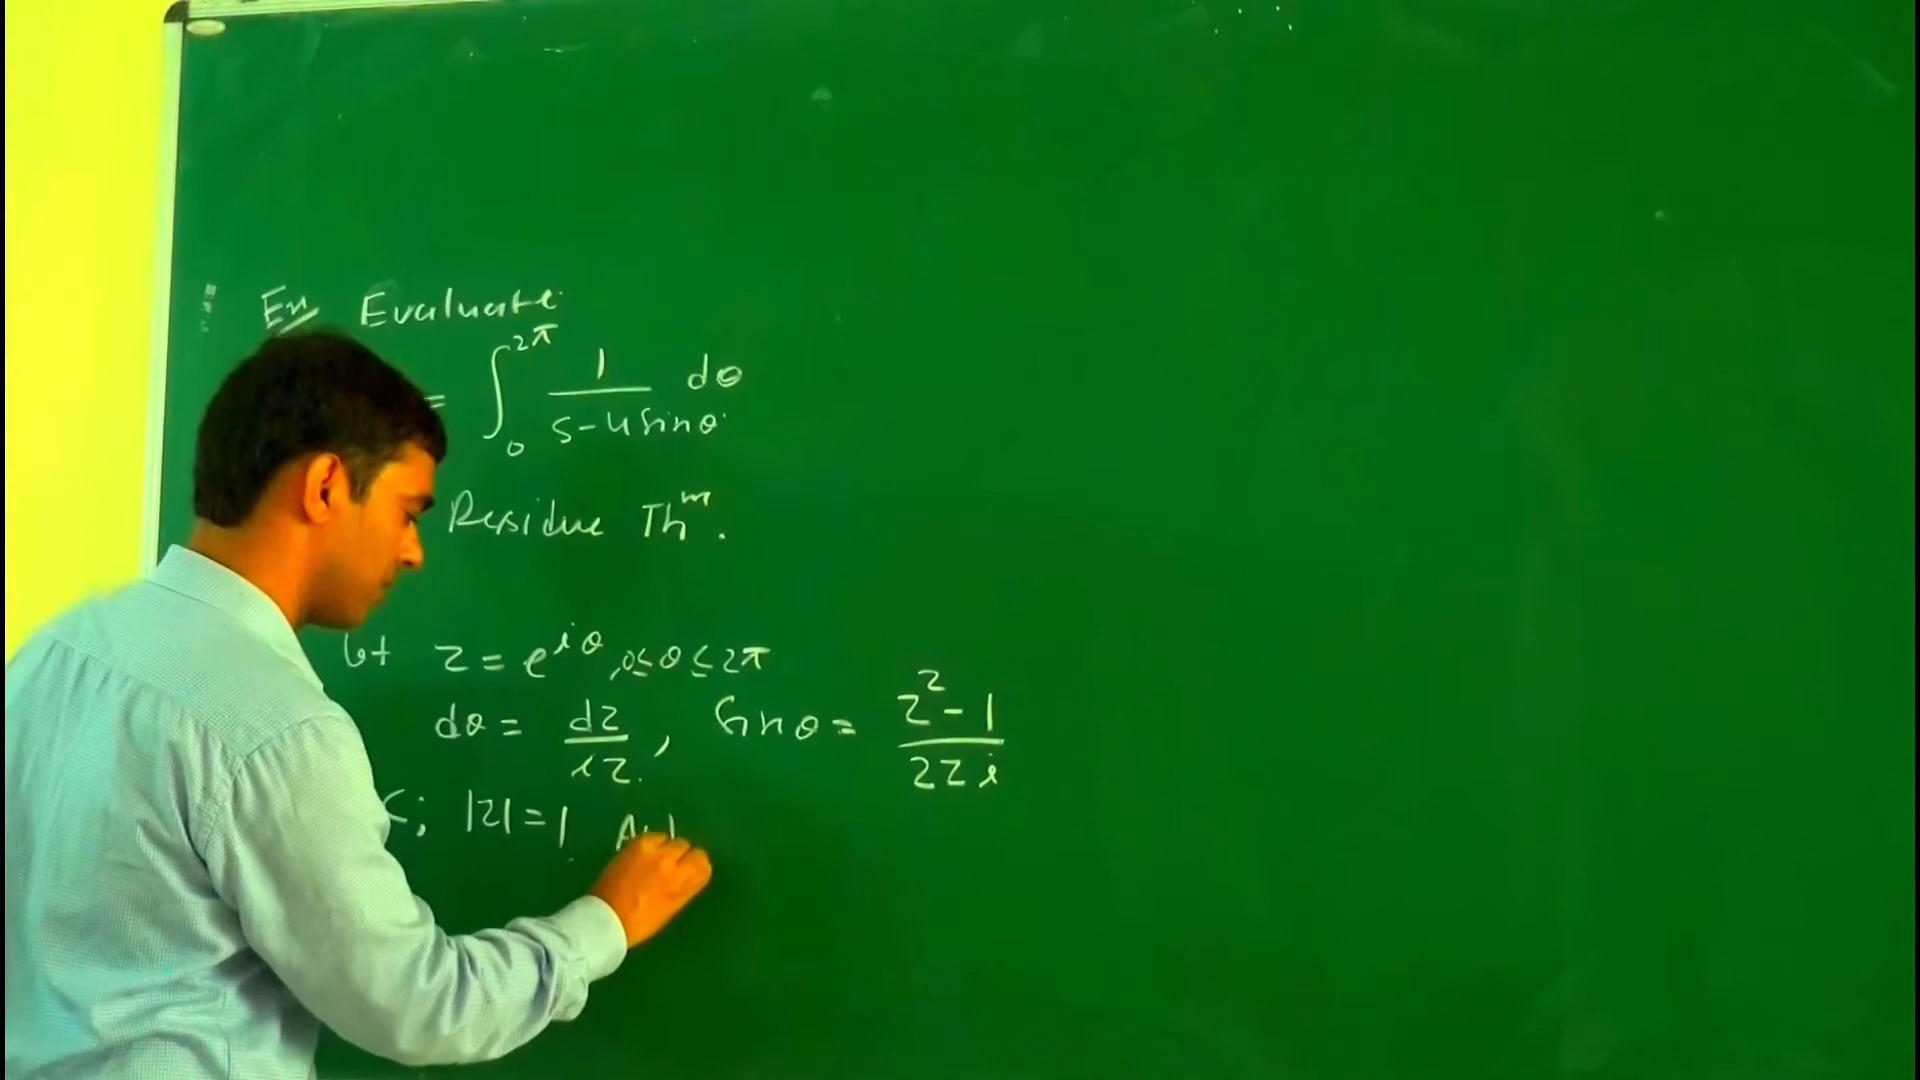 Ex Evaluate
= ∫₀^{2π} 1/(5-4sinθ) dθ
Residue Thᵐ.
let z = e^{iθ}, 0≤θ≤2π
dθ = dz/iz, sinθ = (z²-1)/(2zi)
C; |z|=1